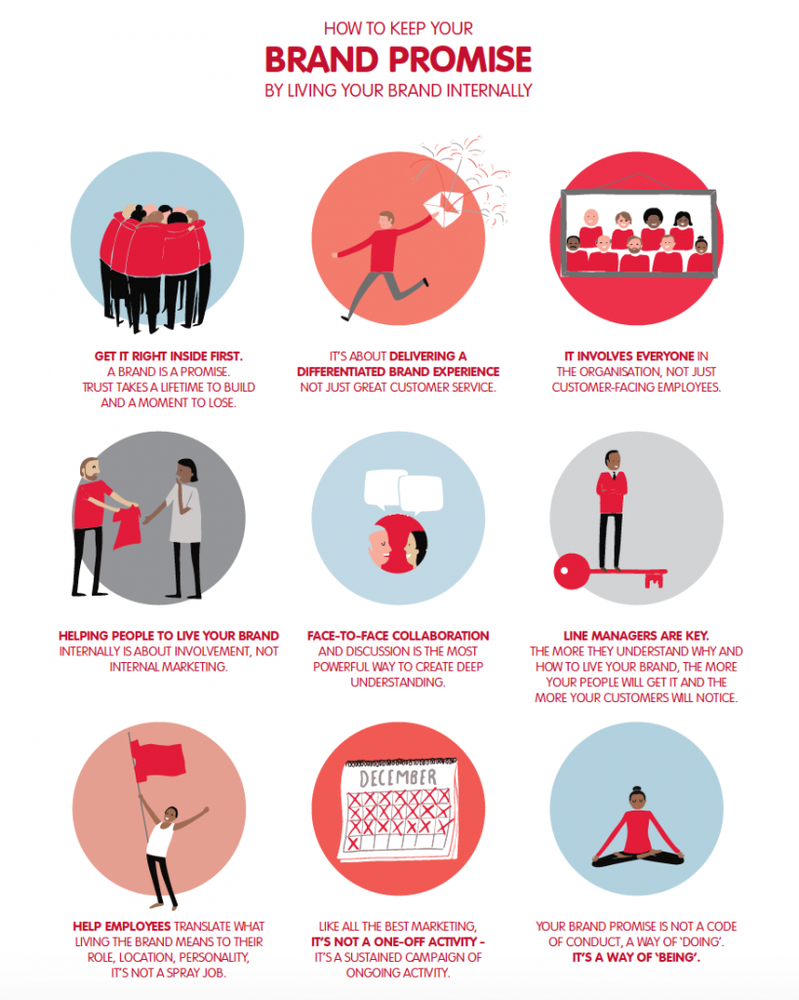 HOW TO KEEP YOUR
BRAND PROMISE
BY LIVING YOUR BRAND INTERNALLY
GET IT RIGHT INSIDE FIRST.
A BRAND IS A PROMISE.
TRUST TAKES A LIFETIME TO BUILD
AND A MOMENT TO LOSE.
IT'S ABOUT DELIVERING A
DIFFERENTIATED BRAND EXPERIENCE
NOT JUST GREAT CUSTOMER SERVICE.
IT INVOLVES EVERYONE IN
THE ORGANISATION, NOT JUST
CUSTOMER-FACING EMPLOYEES.
HELPING PEOPLE TO LIVE YOUR BRAND
INTERNALLY IS ABOUT INVOLVEMENT, NOT
INTERNAL MARKETING.
FACE-TO-FACE COLLABORATION
AND DISCUSSION IS THE MOST
POWERFUL WAY TO CREATE DEEP
UNDERSTANDING.
LINE MANAGERS ARE KEY.
THE MORE THEY UNDERSTAND WHY AND
HOW TO LIVE YOUR BRAND, THE MORE
YOUR PEOPLE WILL GET IT AND THE
MORE YOUR CUSTOMERS WILL NOTICE.
HELP EMPLOYEES TRANSLATE WHAT
LIVING THE BRAND MEANS TO THEIR
ROLE, LOCATION, PERSONALITY,
IT'S NOT A SPRAY JOB.
DECEMBER
LIKE ALL THE BEST MARKETING,
IT'S NOT A ONE-OFF ACTIVITY -
IT'S A SUSTAINED CAMPAIGN OF
ONGOING ACTIVITY.
YOUR BRAND PROMISE IS NOT A CODE
OF CONDUCT, A WAY OF 'DOING'.
IT'S A WAY OF 'BEING'.